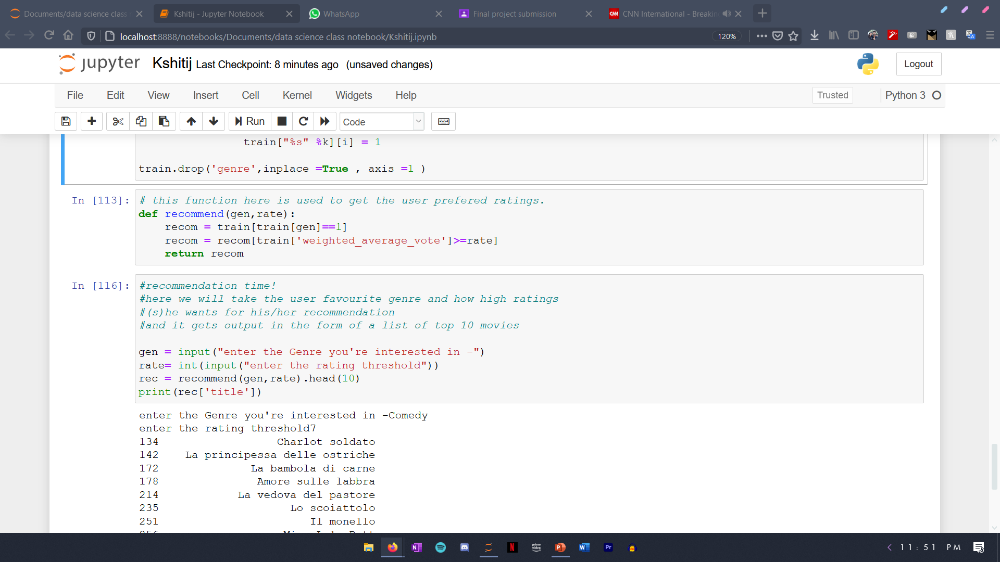 Documents/data science class
Kshitij - Jupyter Notebook
WhatsApp
Final project submission
CNN International - Breakin
localhost:8888/notebooks/Documents/data science class notebook/Kshitij.ipynb
120%
jupyter Kshitij Last Checkpoint: 8 minutes ago (unsaved changes)
Logout
File Edit View Insert Cell Kernel Widgets Help
Trusted Python 3
Run Code
train["%s" %k][i] = 1
train.drop('genre',inplace =True , axis =1 )
In [113]: # this function here is used to get the user prefered ratings.
def recommend(gen,rate):
recom = train[train[gen]==1]
recom = recom[train['weighted_average_vote']>=rate]
return recom
In [116]: #recommendation time!
#here we will take the user favourite genre and how high ratings
#(s)he wants for his/her recommendation
#and it gets output in the form of a list of top 10 movies
gen = input("enter the Genre you're interested in -")
rate= int(input("enter the rating threshold"))
rec = recommend(gen,rate).head(10)
print(rec['title'])
enter the Genre you're interested in -Comedy
enter the rating threshold7
134 Charlot soldato
142 La principessa delle ostriche
172 La bambola di carne
178 Amore sulle labbra
214 La vedova del pastore
235 Lo scoiattolo
251 Il monello
11:51 PM